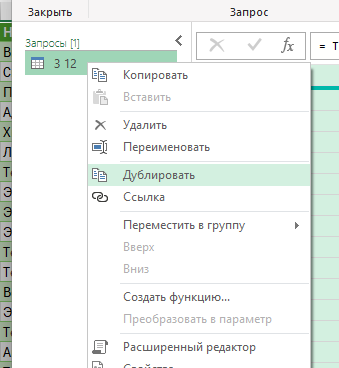 Закрыть
Запрос
Запросы [1]
3 12
fx
= T
Копировать
Вставить
Удалить
Переименовать
Дублировать
Ссылка
Переместить в группу
Вверх
Вниз
Создать функцию...
Преобразовать в параметр
Расширенный редактор